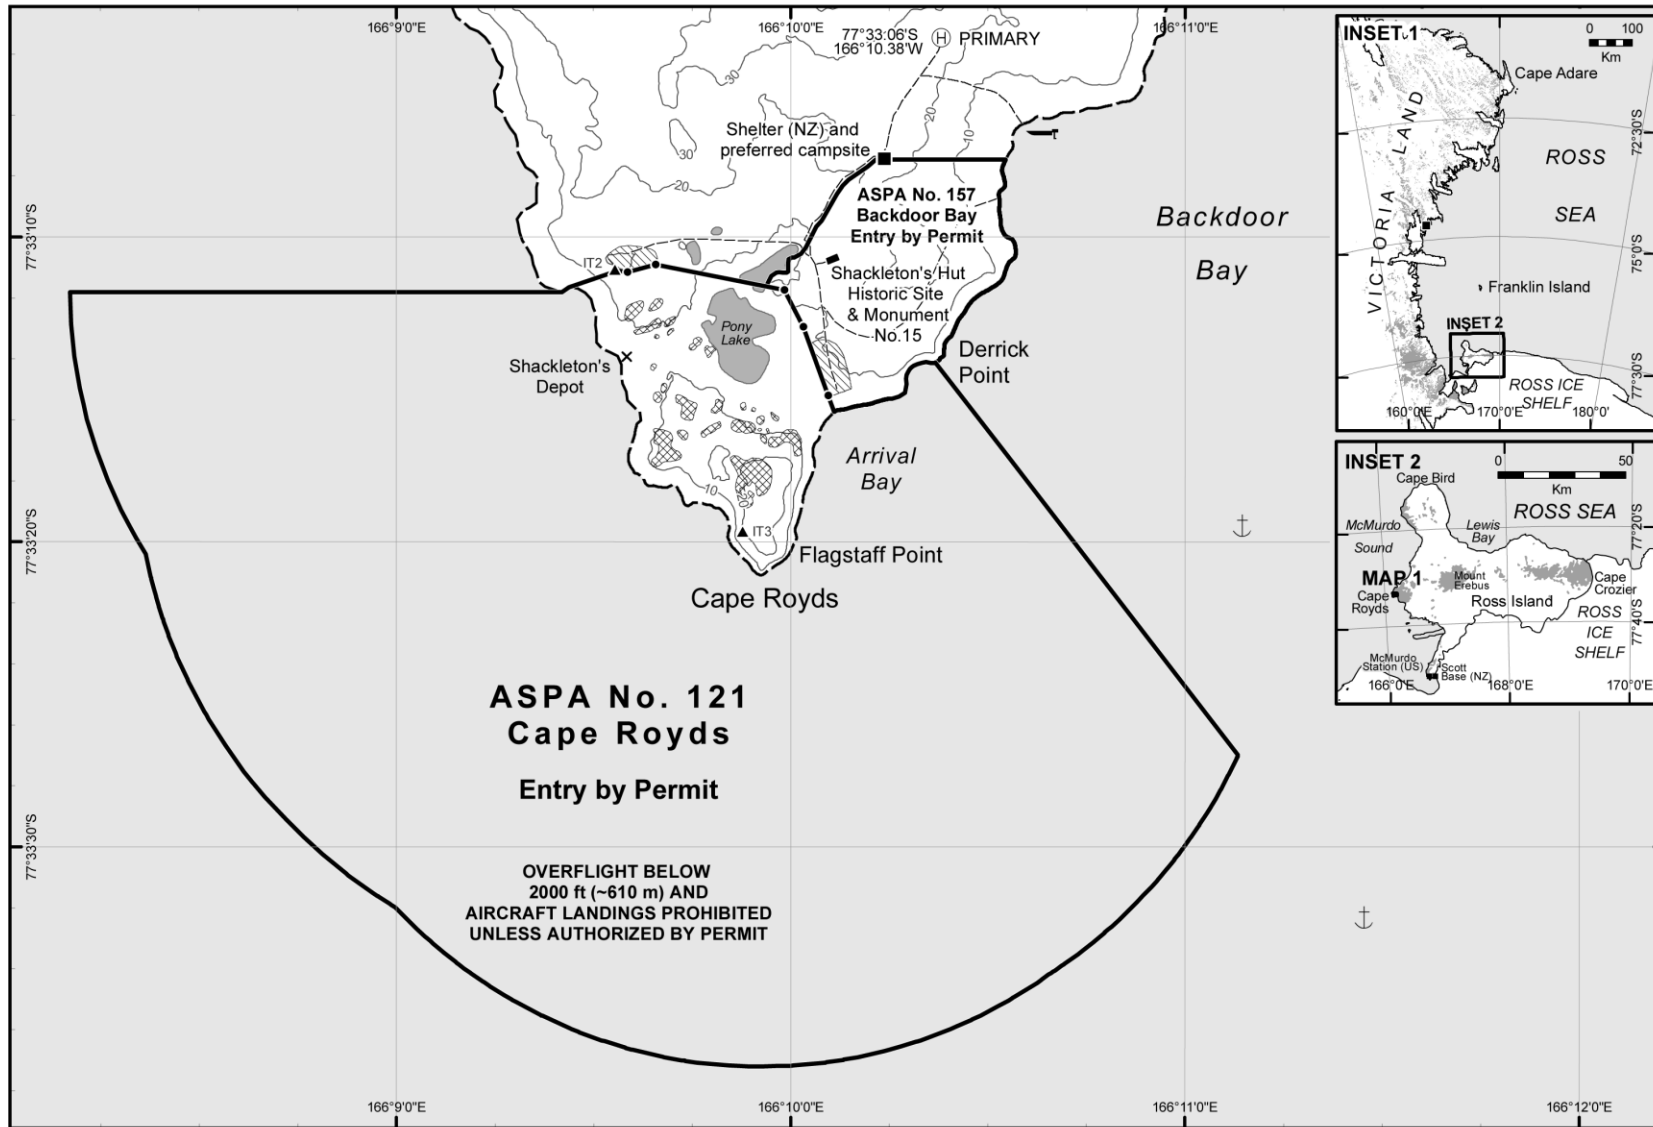 166°9'0"E
166°10'0"E
166°11'0"E
77°33:06'S
166°10.38'W
H PRIMARY
30
20
10
Shelter (NZ) and
preferred campsite
30
20
ASPA No. 157
Backdoor Bay
Entry by Permit
Backdoor
Bay
77°33'10"S
IT2
Shackleton's Hut
Historic Site
& Monument
No.15
Pony
Lake
Shackleton's
Depot
Derrick
Point
Arrival
Bay
10
IT3
Flagstaff Point
77°33'20"S
Cape Royds
ASPA No. 121
Cape Royds
Entry by Permit
77°33'30"S
OVERFLIGHT BELOW
2000 ft (~610 m) AND
AIRCRAFT LANDINGS PROHIBITED
UNLESS AUTHORIZED BY PERMIT
166°9'0"E
166°10'0"E
166°11'0"E
166°12'0"E
INSET 1
0 100
Km
Cape Adare
VICTORIA LAND
72°30'S
ROSS
SEA
75°0'S
Franklin Island
INSET 2
77°30'S
ROSS ICE
SHELF
160°0'E
170°0'E
180°0'
INSET 2
0 50
Km
Cape Bird
ROSS SEA
McMurdo
Sound
Lewis
Bay
77°20'S
MAP 1
Mount
Erebus
Cape
Crozier
Cape
Royds
Ross Island
ROSS
ICE
SHELF
77°40'S
McMurdo
Station (US)
Scott
Base (NZ)
166°0'E
168°0'E
170°0'E